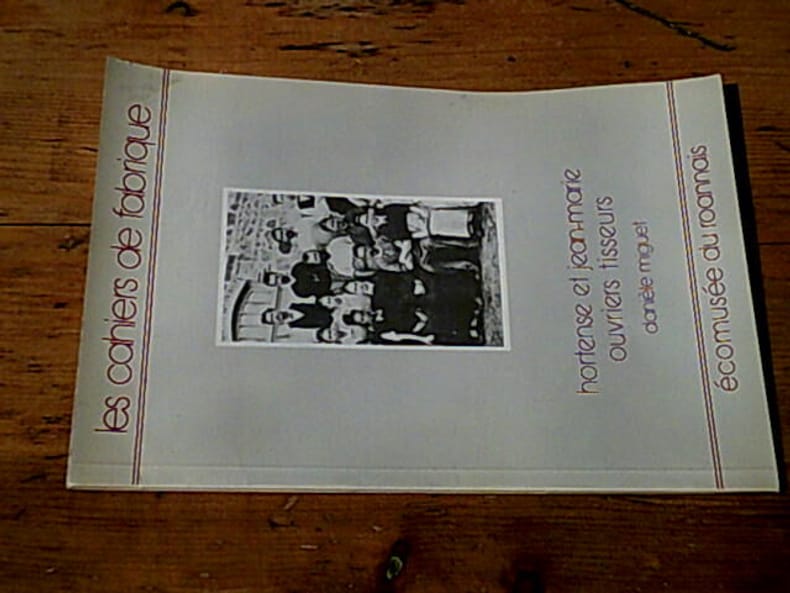 les cahiers de fabrique
hortense et jean-marie
ouvriers tisseurs
danièle miguet
écomusée du roannais